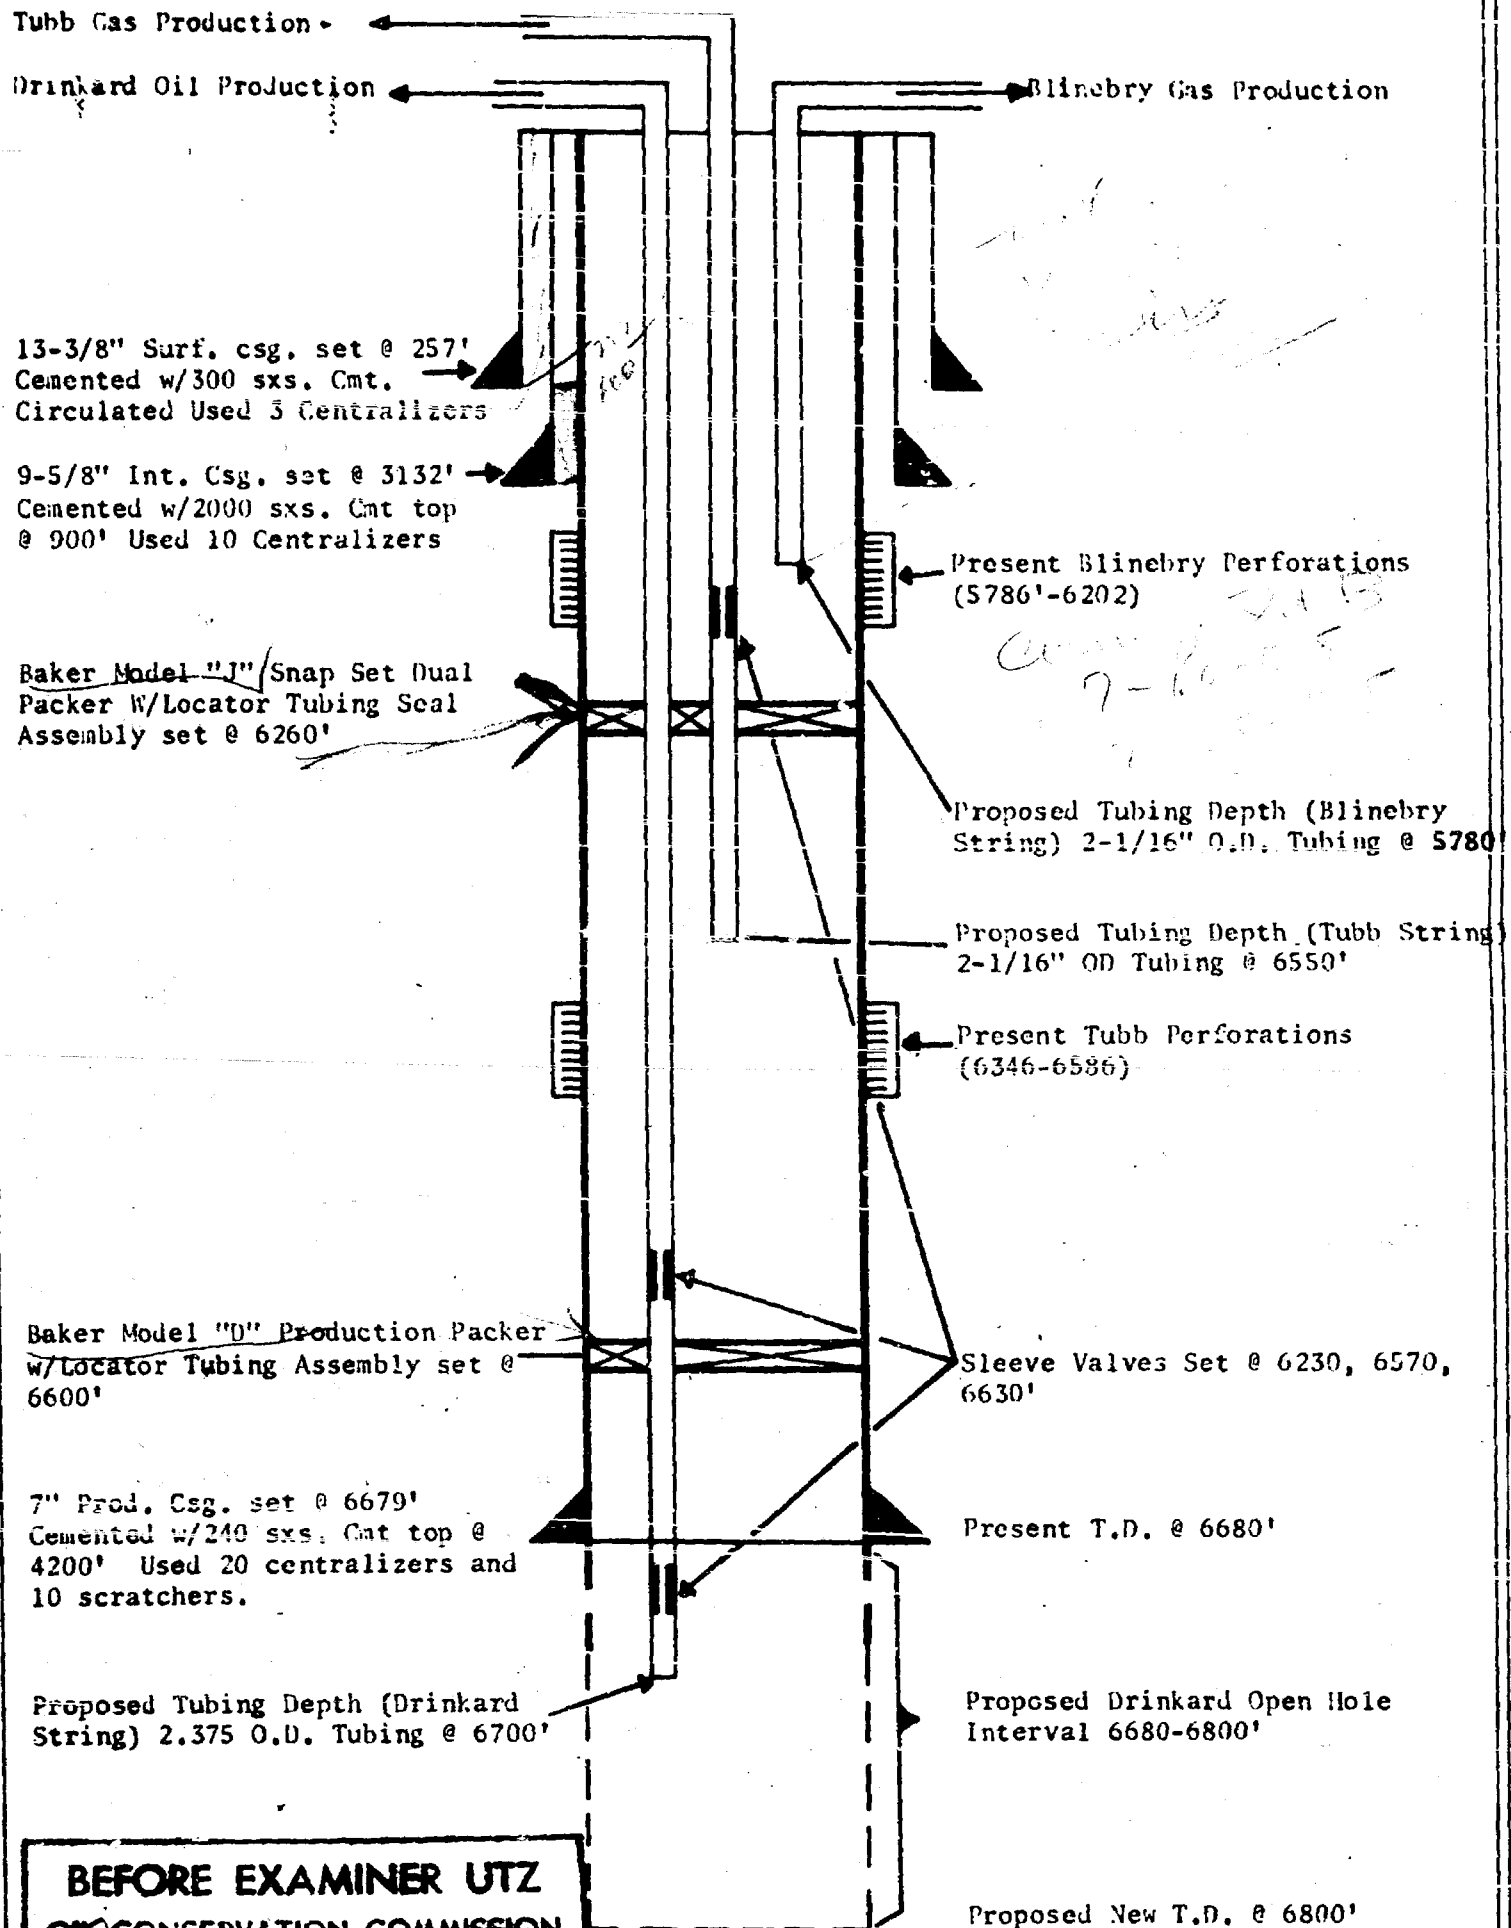 Tubb Gas Production
Drinkard Oil Production
Blinebry Gas Production
13-3/8" Surf. csg. set @ 257'
Cemented w/300 sxs. Cmt.
Circulated Used 3 Centralizers
9-5/8" Int. Csg. set @ 3132'
Cemented w/2000 sxs. Cmt top
@ 900' Used 10 Centralizers
Present Blinebry Perforations
(5786'-6202)
Baker Model "J" Snap Set Dual
Packer W/Locator Tubing Seal
Assembly set @ 6260'
Proposed Tubing Depth (Blinebry
String) 2-1/16" O.D. Tubing @ 5780'
Proposed Tubing Depth (Tubb String)
2-1/16" OD Tubing @ 6550'
Present Tubb Perforations
(6346-6586)
Baker Model "D" Production Packer
w/Locator Tubing Assembly set @
6600'
Sleeve Valves Set @ 6230, 6570,
6630'
7" Prod. Csg. set @ 6679'
Cemented w/240 sxs. Cmt top @
4200' Used 20 centralizers and
10 scratchers.
Present T.D. @ 6680'
Proposed Tubing Depth (Drinkard
String) 2.375 O.D. Tubing @ 6700'
Proposed Drinkard Open Hole
Interval 6680-6800'
BEFORE EXAMINER UTZ
CONSERVATION COMMISSION
Proposed New T.D. @ 6800'